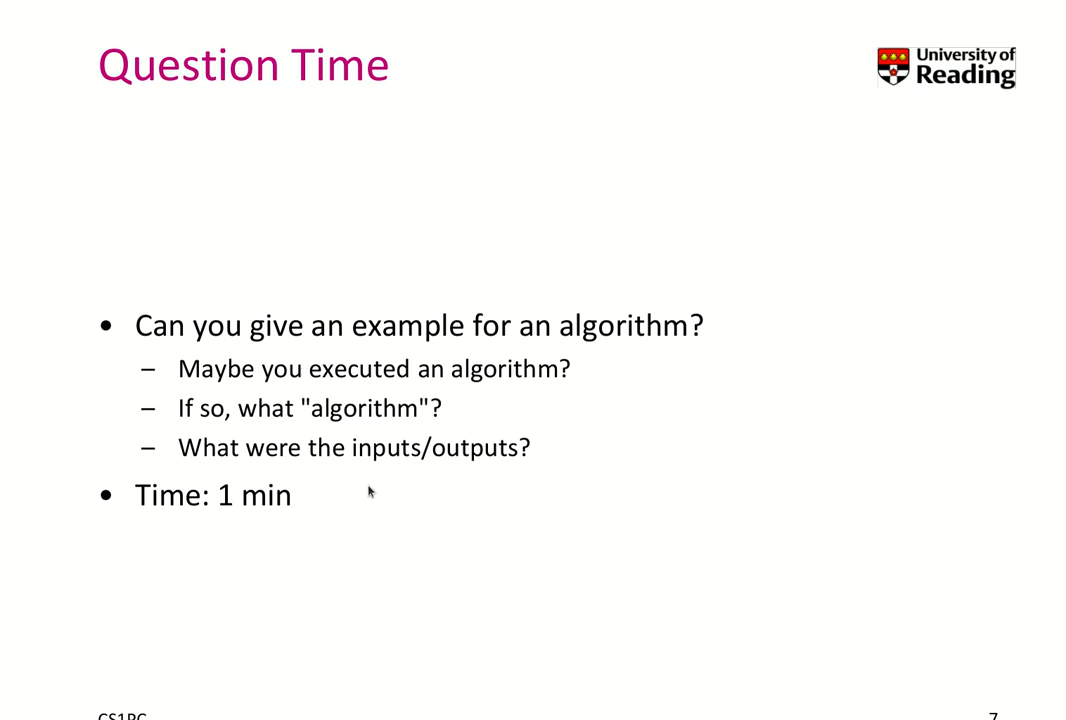 Question Time
University of
Reading
• Can you give an example for an algorithm?
– Maybe you executed an algorithm?
– If so, what "algorithm"?
– What were the inputs/outputs?
• Time: 1 min
7